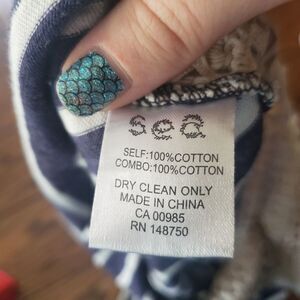 sea
SELF:100%COTTON
COMBO:100%COTTON
DRY CLEAN ONLY
MADE IN CHINA
CA 00985
RN 148750